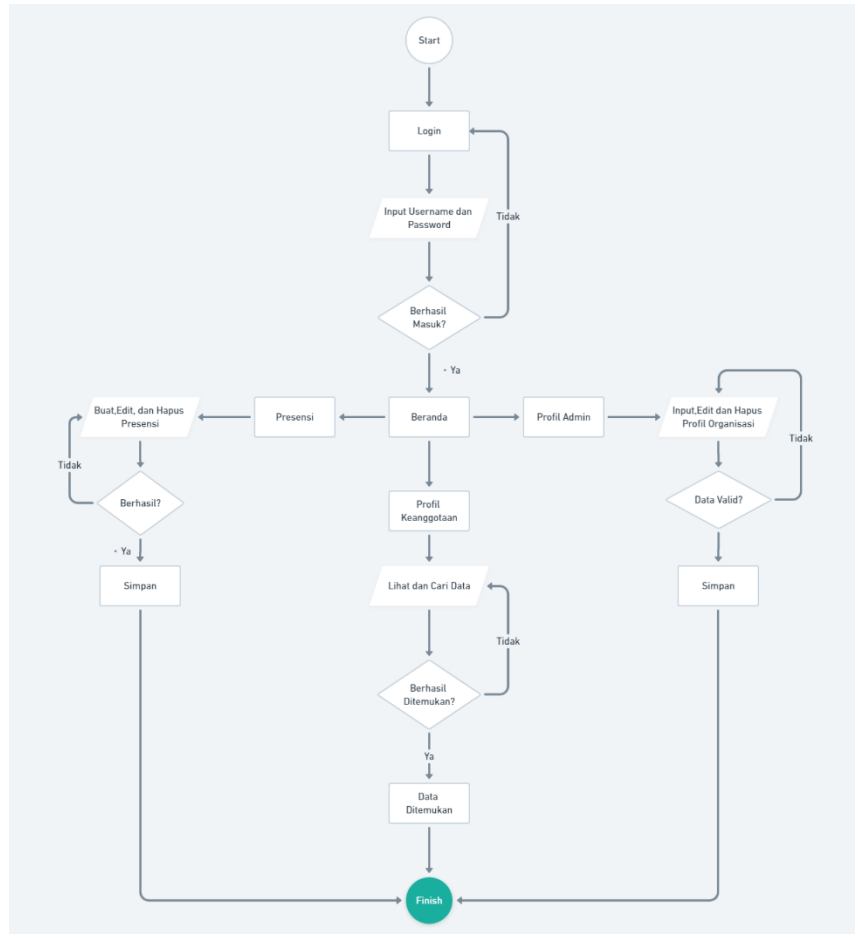 Start
Login
Input Username dan
Password
Tidak
Berhasil
Masuk?
· Ya
Buat,Edit, dan Hapus
Presensi
Presensi
Beranda
Profil Admin
Input,Edit dan Hapus
Profil Organisasi
Tidak
Tidak
Berhasil?
Profil
Keanggotaan
Data Valid?
· Ya
Simpan
Lihat dan Cari Data
Simpan
Tidak
Berhasil
Ditemukan?
Ya
Data
Ditemukan
Finish